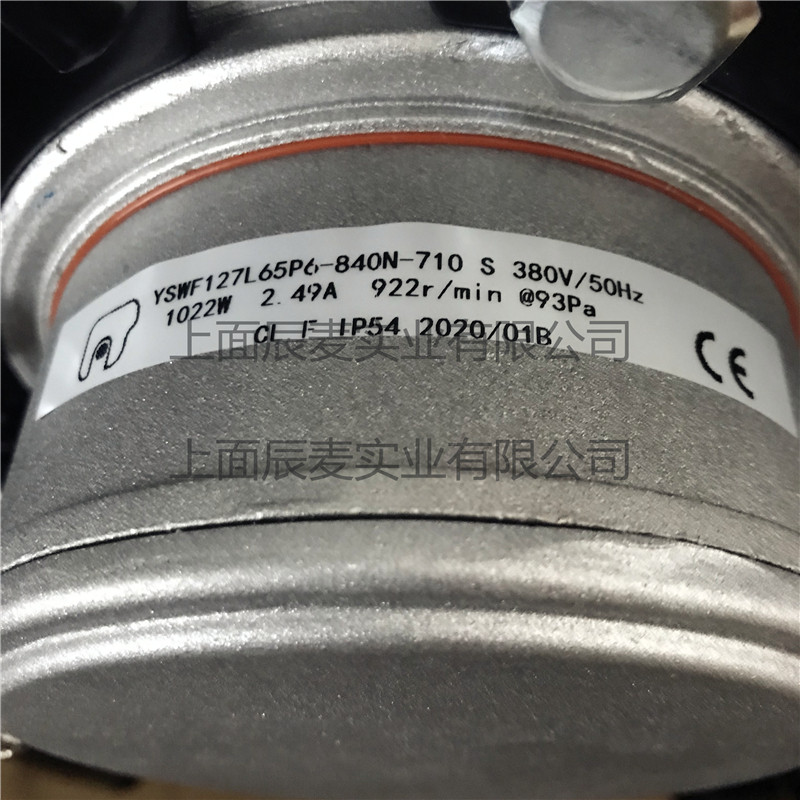 YSWF127L65P6-840N-710 S 380V/50Hz
1022W 2.49A 922r/min @93Pa
CL F IP54 2020/01B
CE
上面辰麦实业有限公司
上面辰麦实业有限公司